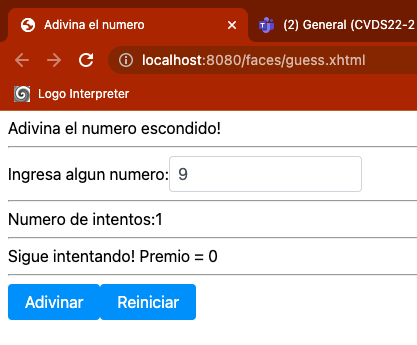 Adivina el numero
(2) General (CVDS22-2
localhost:8080/faces/guess.xhtml
Logo Interpreter
Adivina el numero escondido!
Ingresa algun numero: 9
Numero de intentos:1
Sigue intentando! Premio = 0
Adivinar Reiniciar